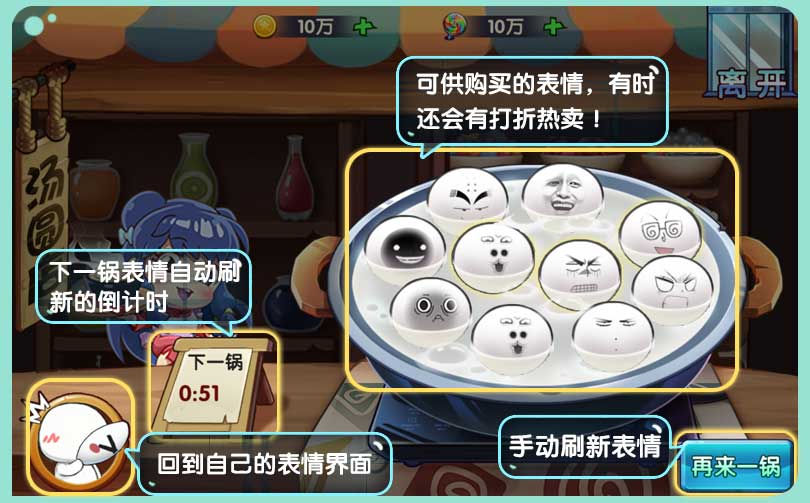 10万
10万
离开
可供购买的表情，有时
还会有打折热卖！
汤圆
下一锅表情自动刷
新的倒计时
下一锅
0:51
回到自己的表情界面
手动刷新表情
再来一锅